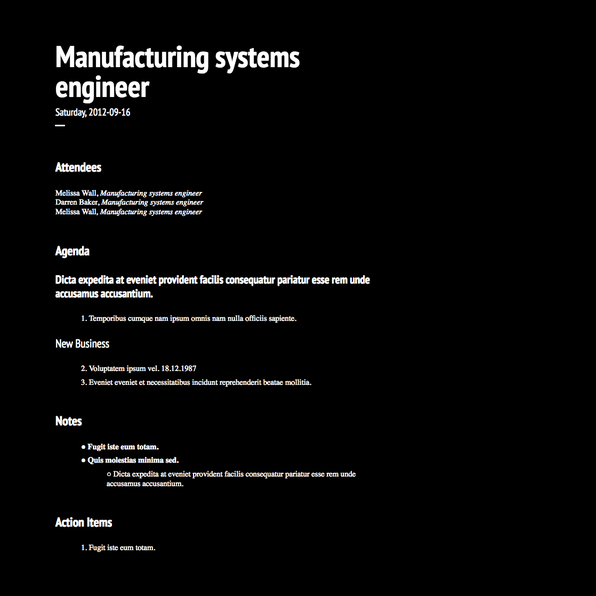 Manufacturing systems
engineer
Saturday, 2012-09-16
Attendees
Melissa Wall, Manufacturing systems engineer
Darren Baker, Manufacturing systems engineer
Melissa Wall, Manufacturing systems engineer
Agenda
Dicta expedita at eveniet provident facilis consequatur pariatur esse rem unde
accusamus accusantium.
1. Temporibus cumque nam ipsum omnis nam nulla officiis sapiente.
New Business
2. Voluptatem ipsum vel. 18.12.1987
3. Eveniet eveniet et necessitatibus incidunt reprehenderit beatae mollitia.
Notes
● Fugit iste eum totam.
● Quis molestias minima sed.
○ Dicta expedita at eveniet provident facilis consequatur pariatur esse rem unde
accusamus accusantium.
Action Items
1. Fugit iste eum totam.